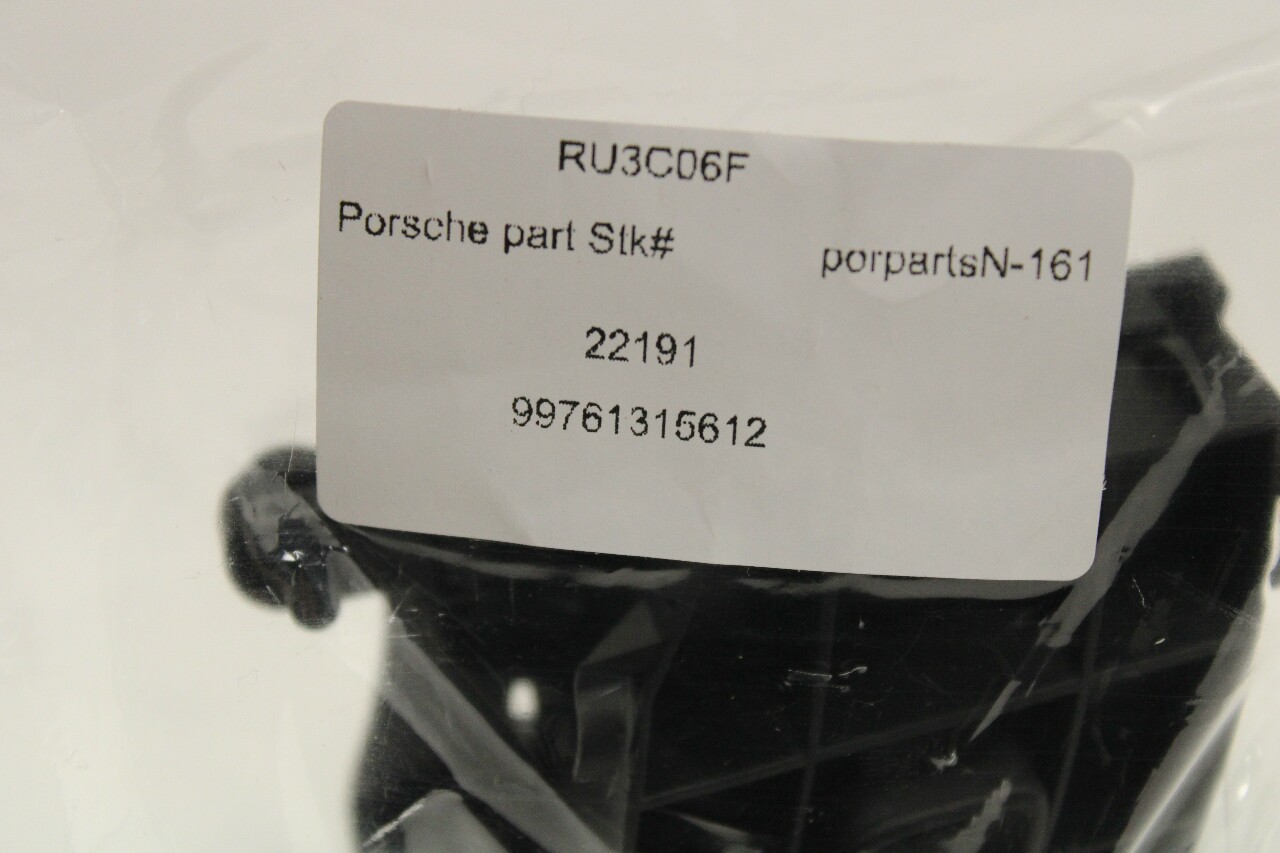 RU3C06F
Porsche part Stk# porpartsN-161
22191
99761315612